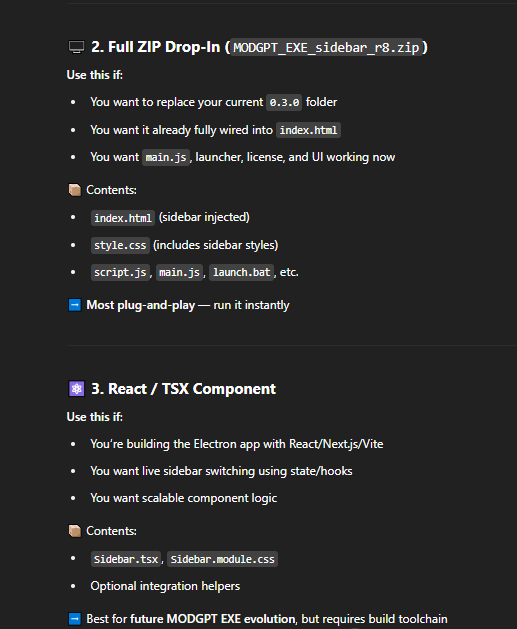 🖥️ 2. Full ZIP Drop-In (MODGPT_EXE_sidebar_r8.zip)
Use this if:
• You want to replace your current 0.3.0 folder
• You want it already fully wired into index.html
• You want main.js, launcher, license, and UI working now
📦 Contents:
• index.html (sidebar injected)
• style.css (includes sidebar styles)
• script.js, main.js, launch.bat, etc.
➡️ Most plug-and-play — run it instantly
⚛️ 3. React / TSX Component
Use this if:
• You’re building the Electron app with React/Next.js/Vite
• You want live sidebar switching using state/hooks
• You want scalable component logic
📦 Contents:
• Sidebar.tsx, Sidebar.module.css
• Optional integration helpers
➡️ Best for future MODGPT EXE evolution, but requires build toolchain